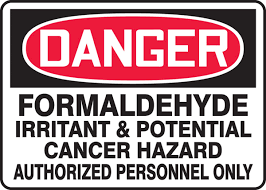 DANGER
FORMALDEHYDE
IRRITANT & POTENTIAL
CANCER HAZARD
AUTHORIZED PERSONNEL ONLY